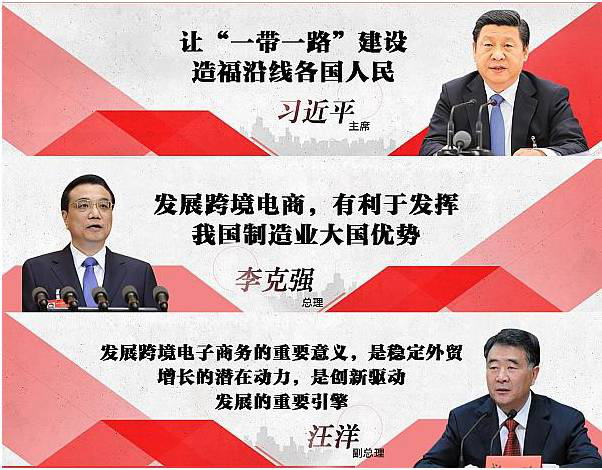 让“一带一路”建设
造福沿线各国人民
习近平
主席
发展跨境电商，有利于发挥
我国制造业大国优势
李克强
总理
发展跨境电子商务的重要意义，是稳定外贸
增长的潜在动力，是创新驱动
发展的重要引擎
汪洋
副总理